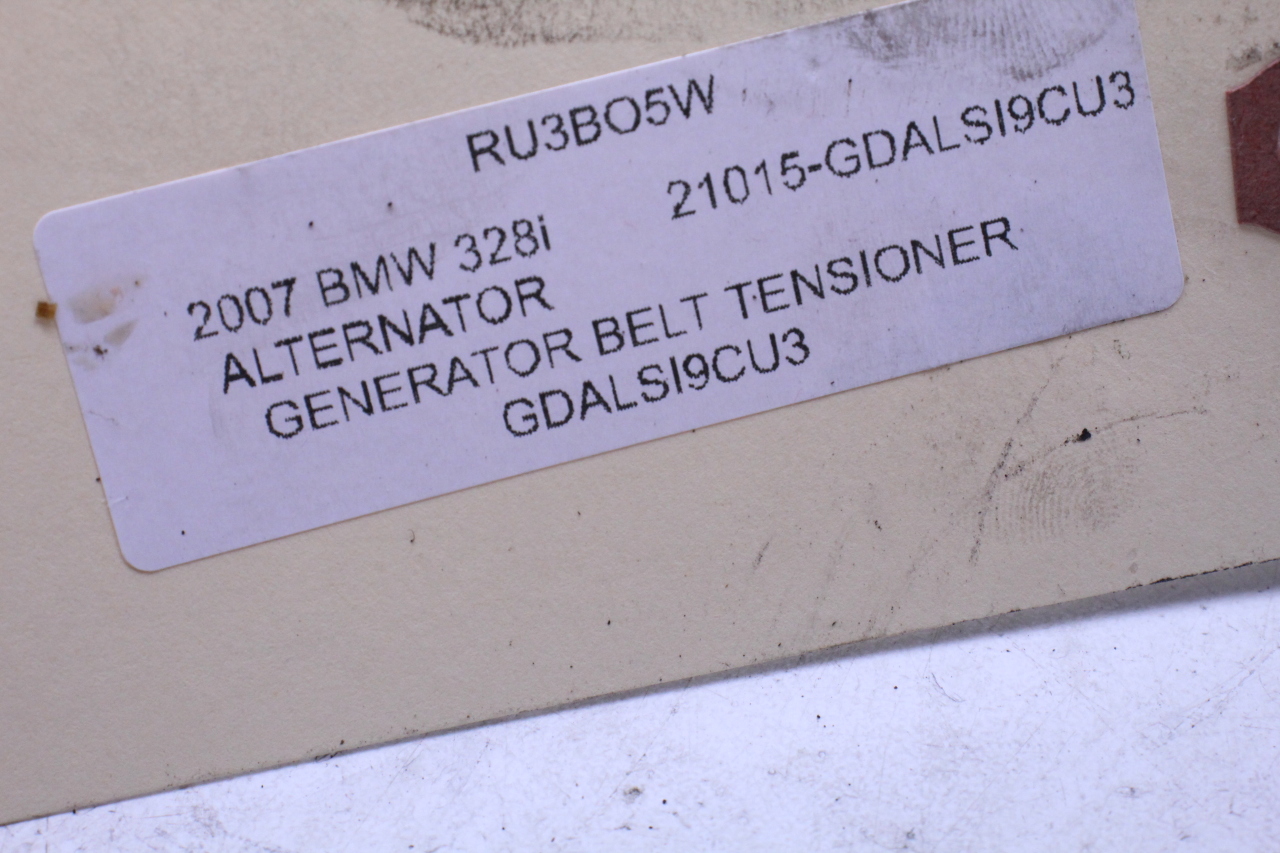 RU3BO5W
21015-GDALSI9CU3
2007 BMW 328i
ALTERNATOR
GENERATOR BELT TENSIONER
GDALSI9CU3